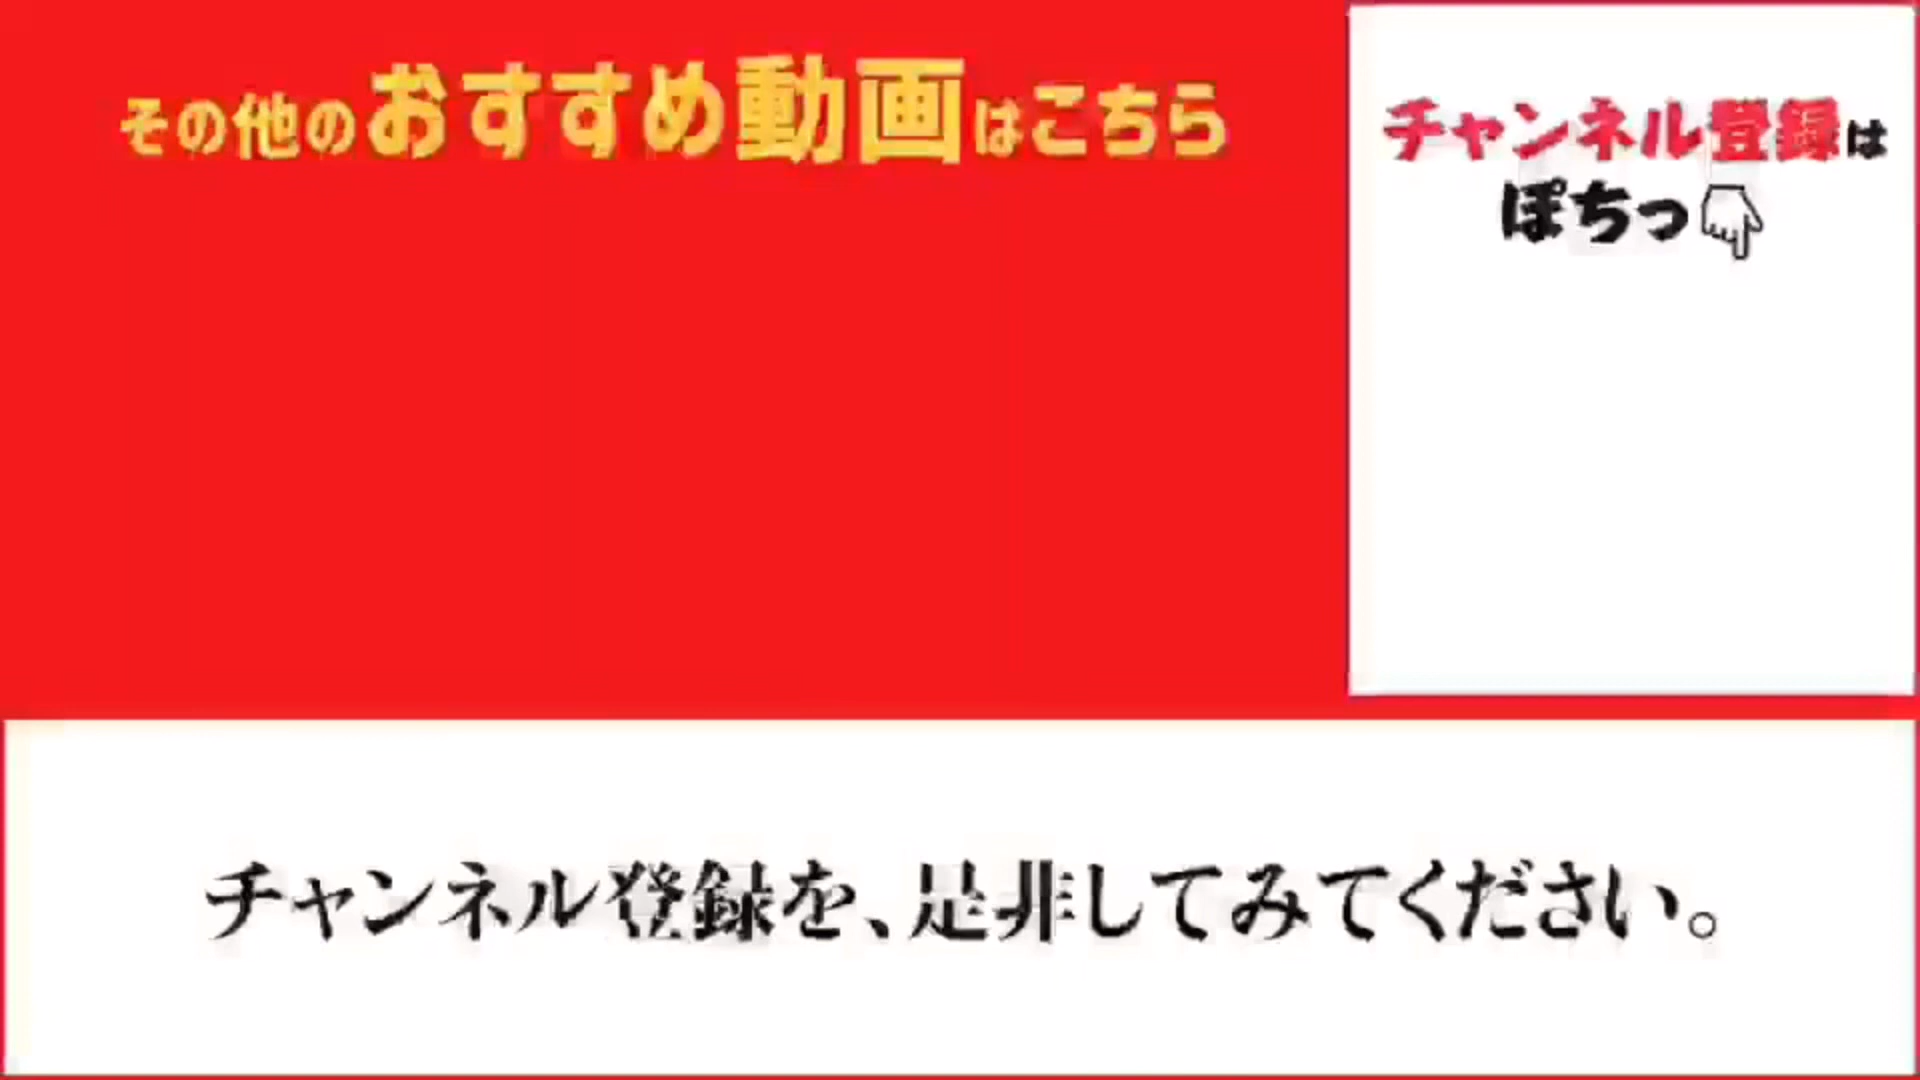 その他のおすすめ動画はこちら
チャンネル登録は
ぽちっ
チャンネル登録を、是非してみてください。